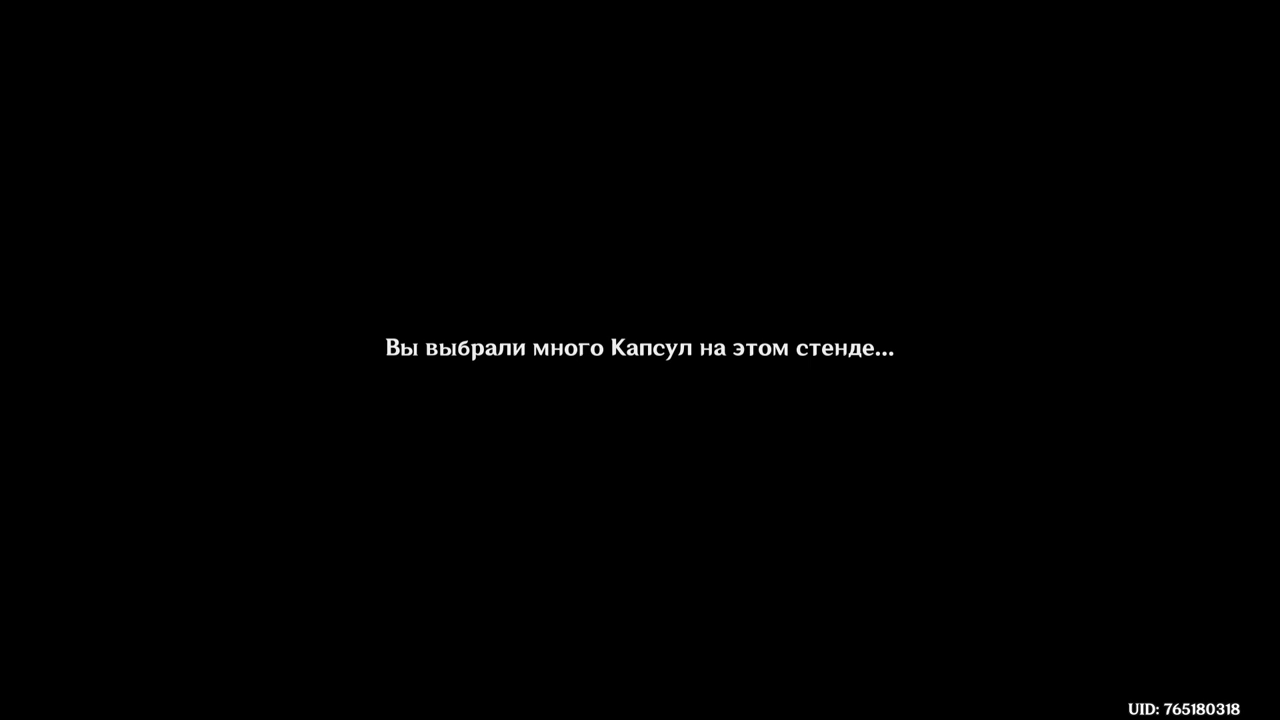 Вы выбрали много Капсул на этом стенде...
UID: 765180318